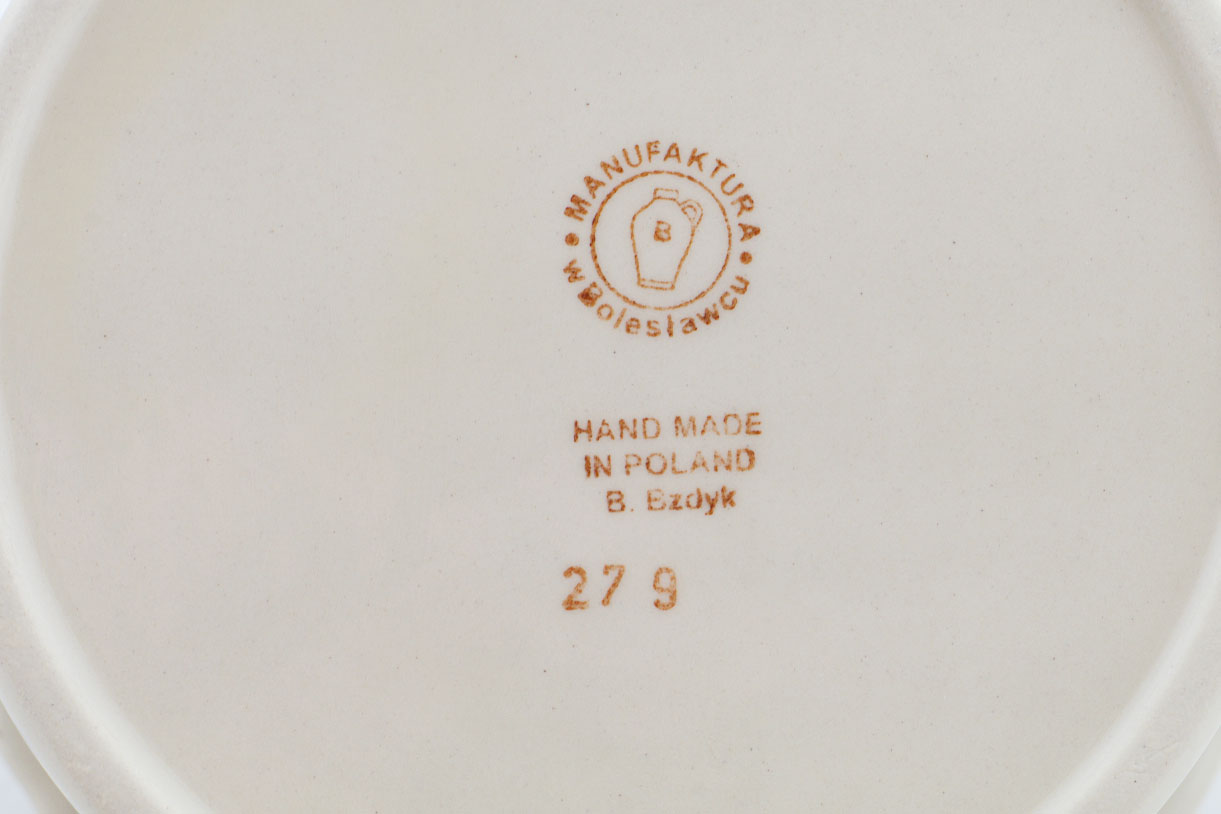 MANUFAKTURA
w Bolesławcu
B
HAND MADE
IN POLAND
B. Bzdyk
27 9